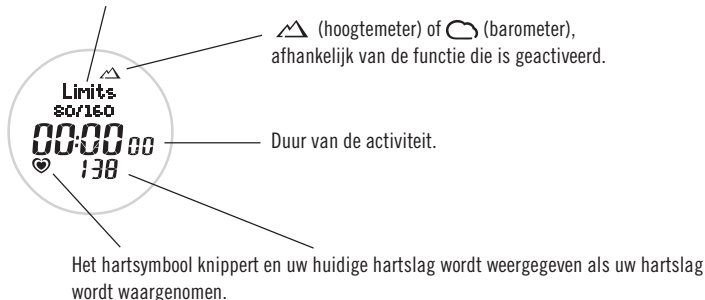 (hoogtemeter) of (barometer),
afhankelijk van de functie die is geactiveerd.
Limits
80/160
00:00 00
138
Duur van de activiteit.
Het hartsymbool knippert en uw huidige hartslag wordt weergegeven als uw hartslag
wordt waargenomen.